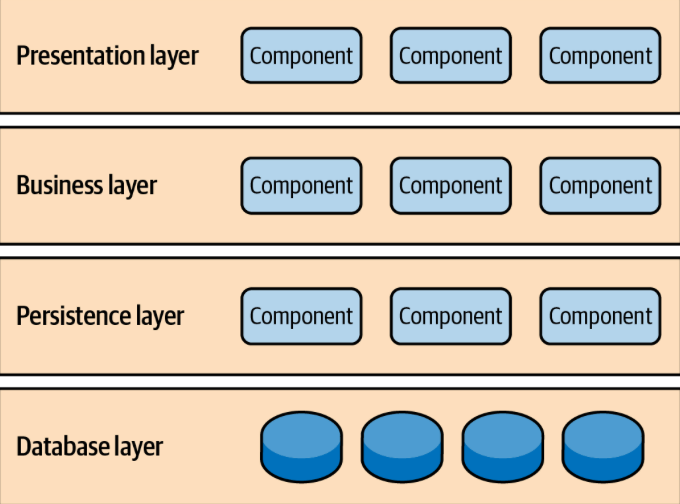 Presentation layer
Component Component Component
Business layer
Component Component Component
Persistence layer
Component Component Component
Database layer